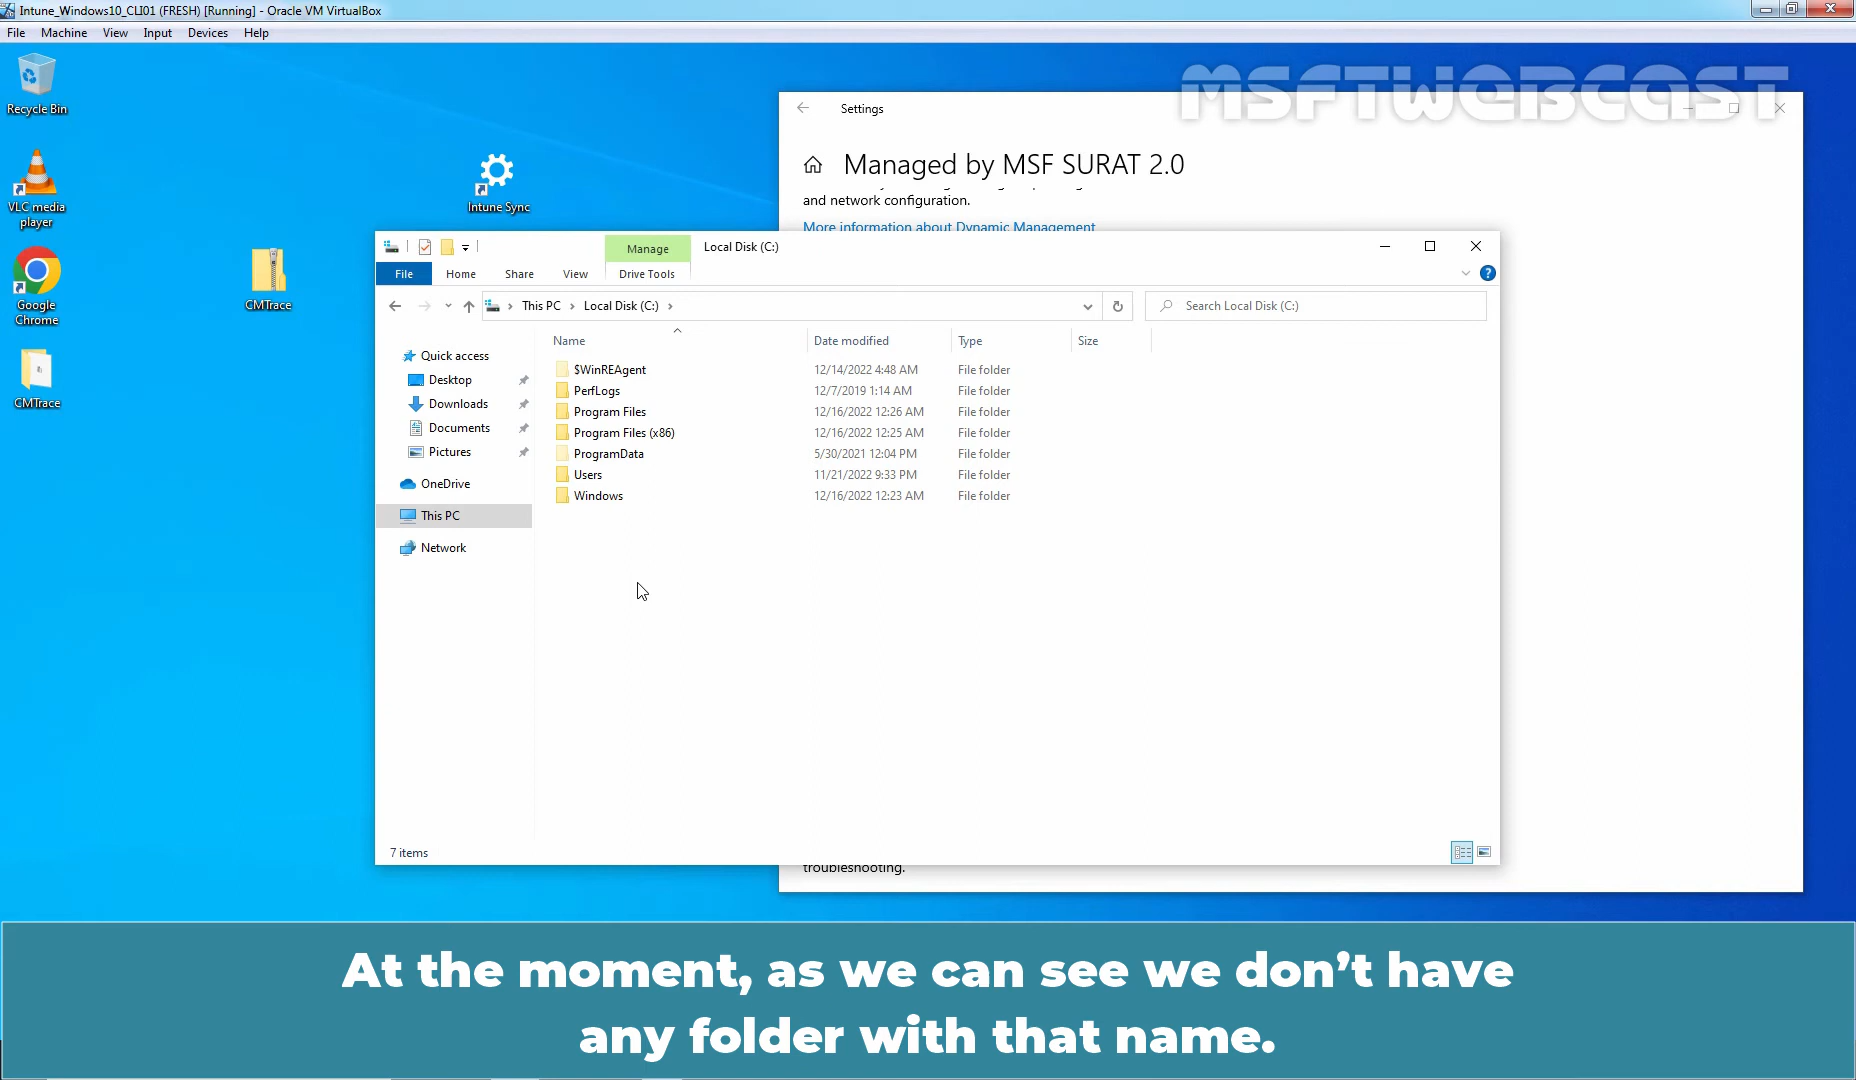 Intune_Windows10_CLI01 (FRESH) [Running] - Oracle VM VirtualBox
File Machine View Input Devices Help
Recycle Bin
VLC media
player
Google
Chrome
CMTrace
CMTrace
Intune Sync
MSFTWEBCAST
Settings
Managed by MSF SURAT 2.0
and network configuration.
More information about Dynamic Management
Manage
Local Disk (C:)
File Home Share View Drive Tools
This PC Local Disk (C:)
Search Local Disk (C:)
Quick access
Desktop
Downloads
Documents
Pictures
OneDrive
This PC
Network
Name Date modified Type Size
$WinREAgent 12/14/2022 4:48 AM File folder
PerfLogs 12/7/2019 1:14 AM File folder
Program Files 12/16/2022 12:26 AM File folder
Program Files (x86) 12/16/2022 12:25 AM File folder
ProgramData 5/30/2021 12:04 PM File folder
Users 11/21/2022 9:33 PM File folder
Windows 12/16/2022 12:23 AM File folder
7 items
troubleshooting.
At the moment, as we can see we don’t have
any folder with that name.